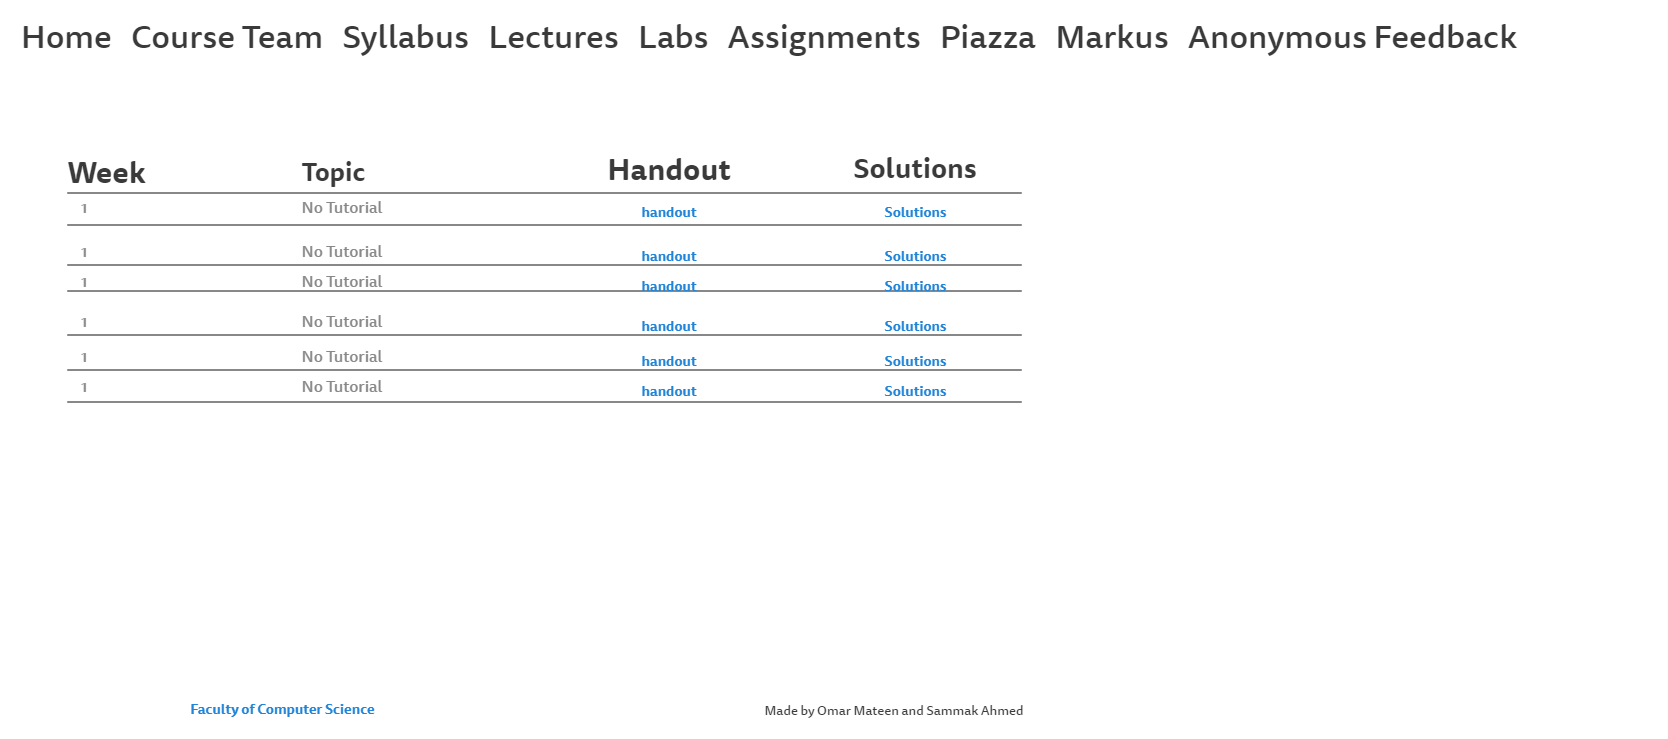 Home Course Team Syllabus Lectures Labs Assignments Piazza Markus Anonymous Feedback
Week Topic Handout Solutions
1 No Tutorial handout Solutions
1 No Tutorial handout Solutions
1 No Tutorial handout Solutions
1 No Tutorial handout Solutions
1 No Tutorial handout Solutions
1 No Tutorial handout Solutions
Faculty of Computer Science Made by Omar Mateen and Sammak Ahmed